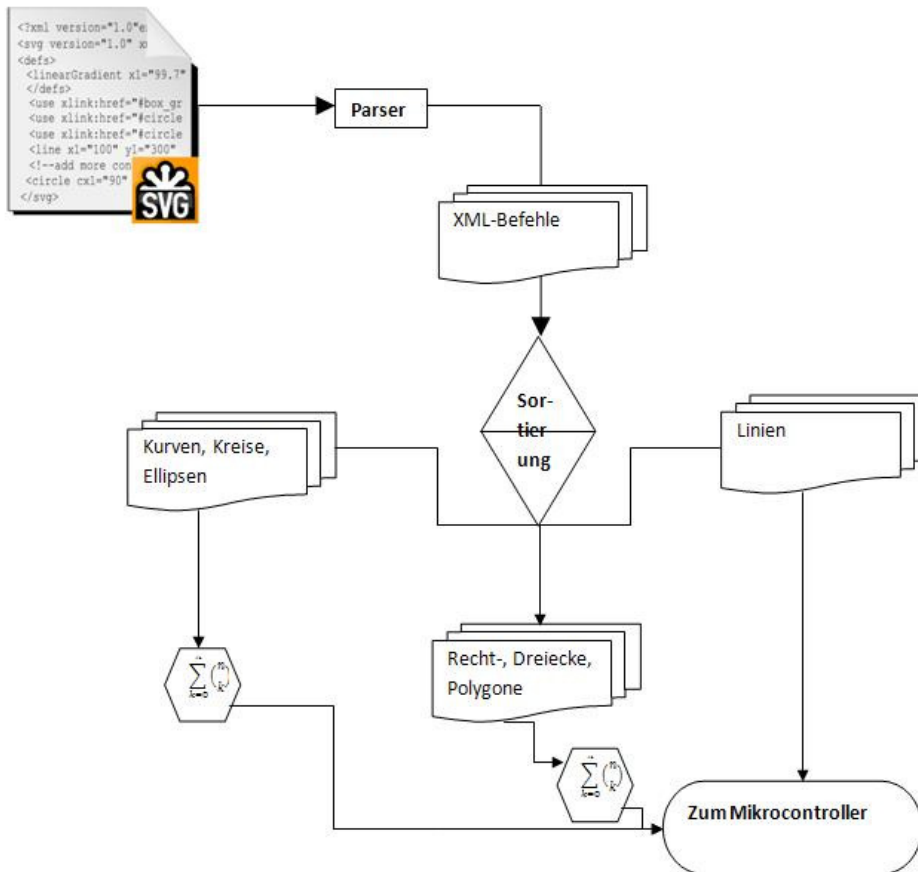 <?xml version="1.0"e
<svg version="1.0" x
<defs>
<linearGradient x1="99.7"
</defs>
<use xlink:href="#box_gr
<use xlink:href="#circle
<use xlink:href="#circle
<line x1="100" y1="300"
<!--add more con
<circle cx1="90"
</svg>
SVG
Parser
XML-Befehle
Sor-
tier
ung
Kurven, Kreise,
Ellipsen
Linien
Recht-, Dreiecke,
Polygone
∑ k=0 (n k)
∑ k=0 (n k)
Zum Mikrocontroller